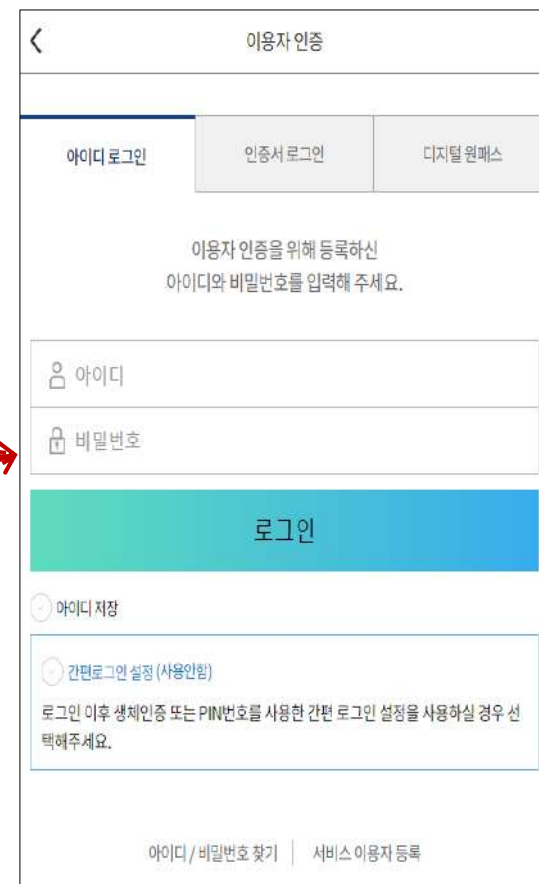 이용자 인증
아이디 로그인
인증서 로그인
디지털 원패스
이용자 인증을 위해 등록하신
아이디와 비밀번호를 입력해 주세요.
아이디
비밀번호
로그인
아이디 저장
간편로그인 설정 (사용안함)
로그인 이후 생체인증 또는 PIN번호를 사용한 간편 로그인 설정을 사용하실 경우 선
택해주세요.
아이디 / 비밀번호 찾기 | 서비스 이용자 등록